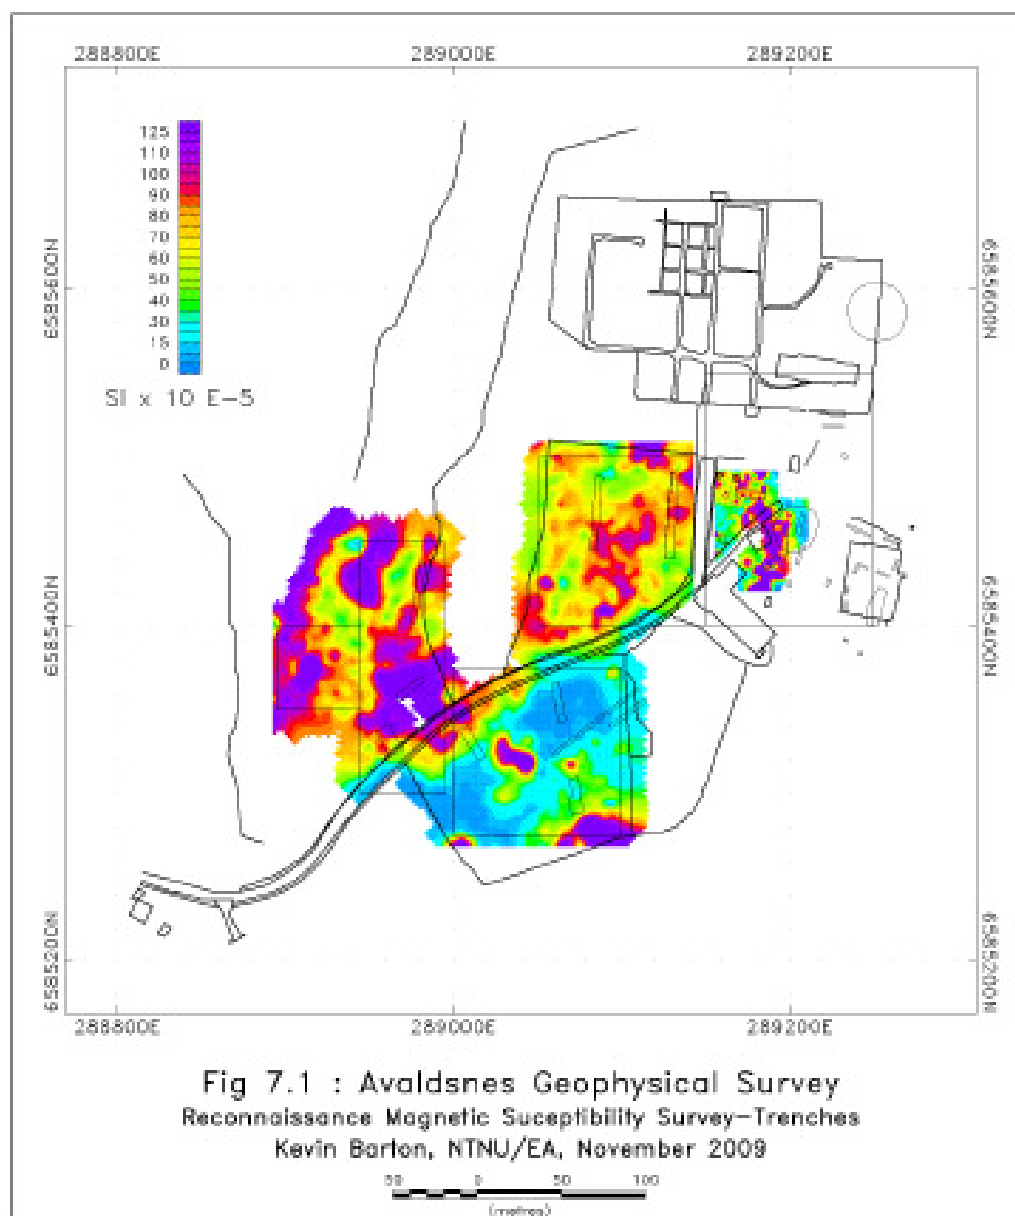 288800E 289000E 289200E
125
110
100
90
80
70
60
50
40
30
15
0
SI x 10 E-5
6585600N
6585600N
6585400N
6585400N
6585200N
6585200N
288800E 289000E 289200E
Fig 7.1 : Avaldsnes Geophysical Survey
Reconnaissance Magnetic Suceptibility Survey-Trenches
Kevin Barton, NTNU/EA, November 2009
50 0 50 100
(metres)